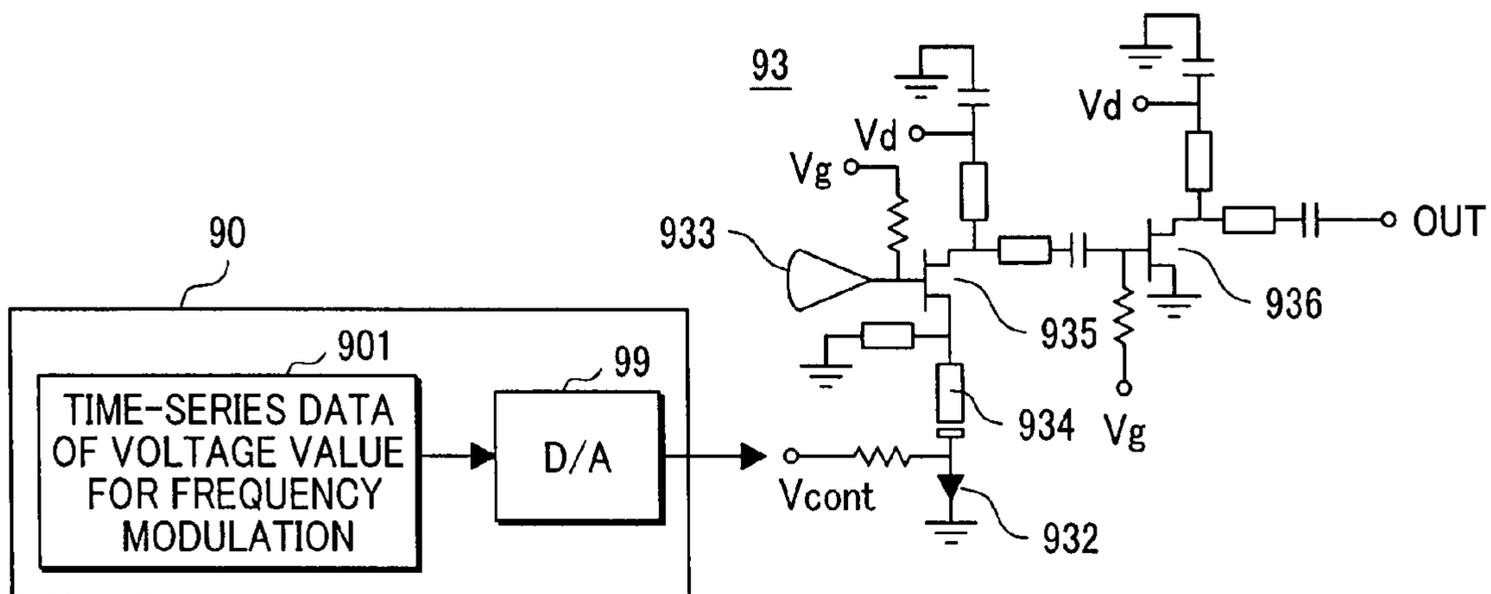 93
Vd
Vd
Vg
933
OUT
90
935
936
901
99
TIME-SERIES DATA
OF VOLTAGE VALUE
FOR FREQUENCY
MODULATION
D/A
Vcont
934
Vg
932